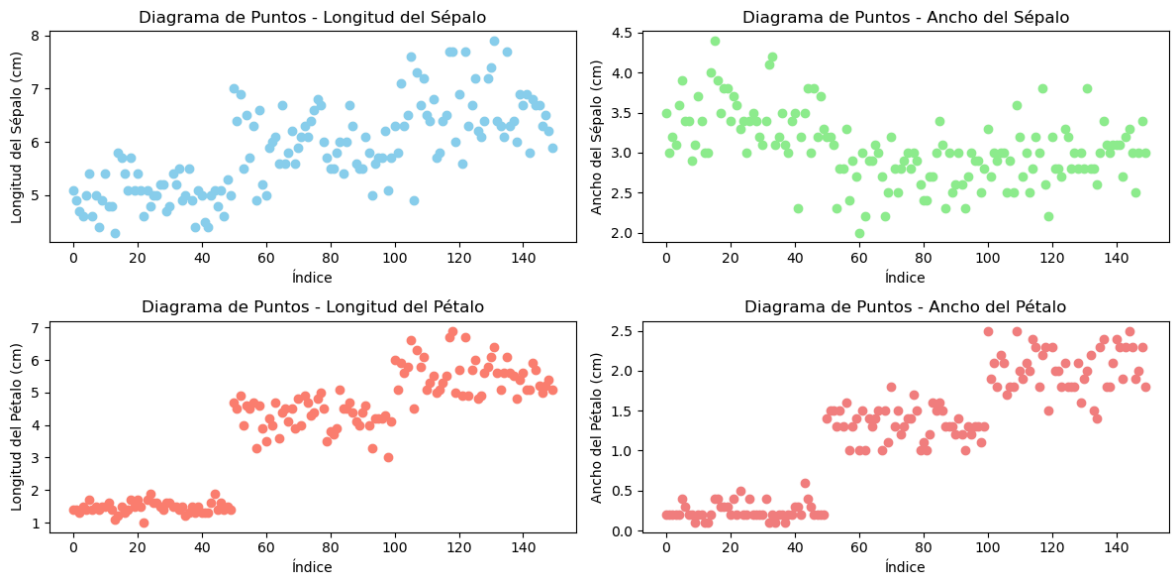 Diagrama de Puntos - Longitud del Sépalo
Longitud del Sépalo (cm)
8
7
6
5
0 20 40 60 80 100 120 140
Índice
Diagrama de Puntos - Ancho del Sépalo
Ancho del Sépalo (cm)
4.5
4.0
3.5
3.0
2.5
2.0
0 20 40 60 80 100 120 140
Índice
Diagrama de Puntos - Longitud del Pétalo
Longitud del Pétalo (cm)
7
6
5
4
3
2
1
0 20 40 60 80 100 120 140
Índice
Diagrama de Puntos - Ancho del Pétalo
Ancho del Pétalo (cm)
2.5
2.0
1.5
1.0
0.5
0.0
0 20 40 60 80 100 120 140
Índice